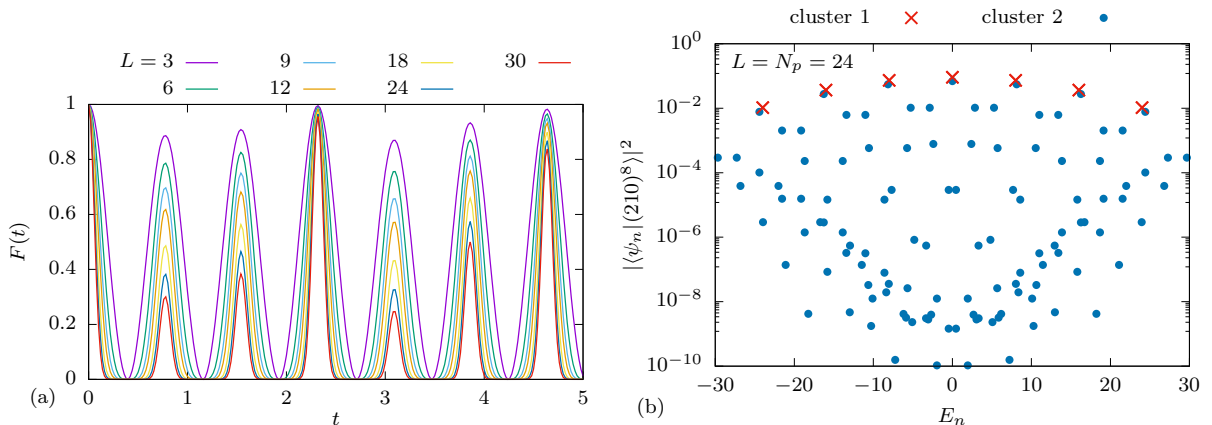 L = 3 9 18 30
6 12 24
F(t)
1
0.8
0.6
0.4
0.2
0
0 1 2 3 4 5
t
(a)
cluster 1 cluster 2
L = N_p = 24
|⟨ψ_n|(210)^8⟩|^2
10^0
10^−2
10^−4
10^−6
10^−8
10^−10
−30 −20 −10 0 10 20 30
E_n
(b)